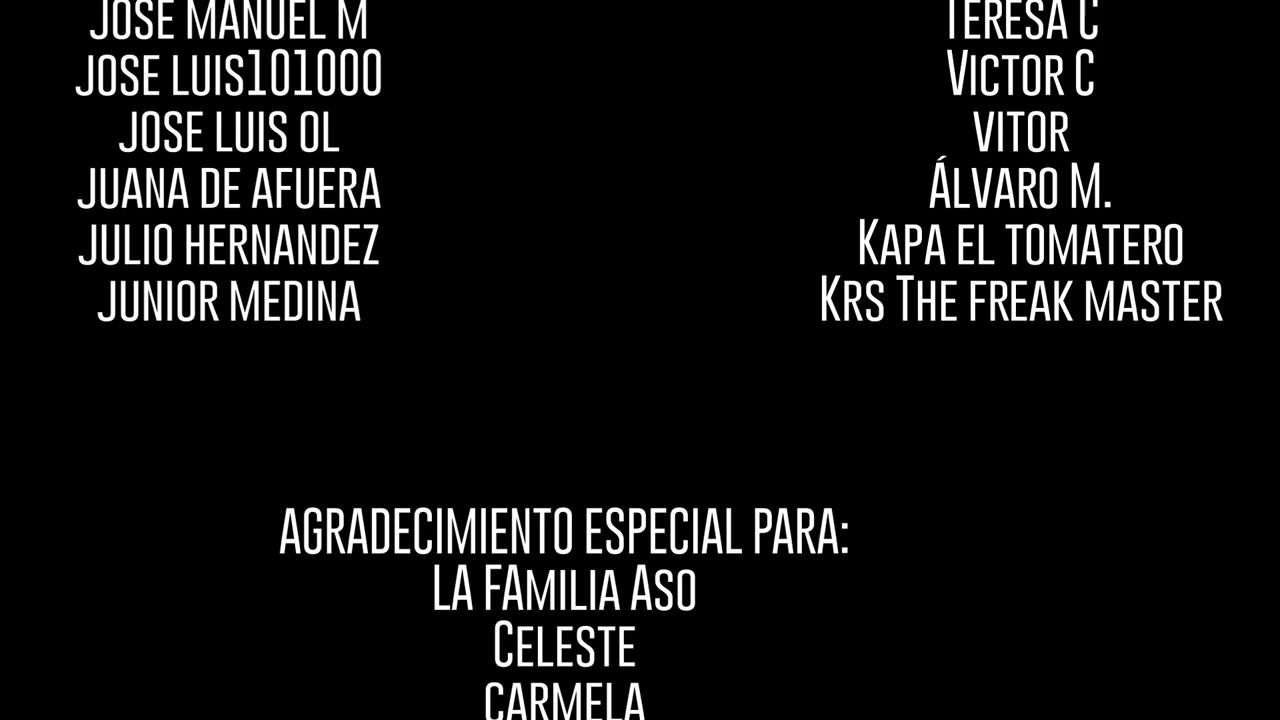 JOSE MANUEL M
JOSE LUIS101000
JOSE LUIS OL
JUANA DE AFUERA
JULIO HERNANDEZ
JUNIOR MEDINA
TERESA C
VICTOR C
VITOR
ÁLVARO M.
KAPA EL TOMATERO
KRS THE FREAK MASTER
AGRADECIMIENTO ESPECIAL PARA:
LA FAMILIA ASO
CELESTE
CARMELA